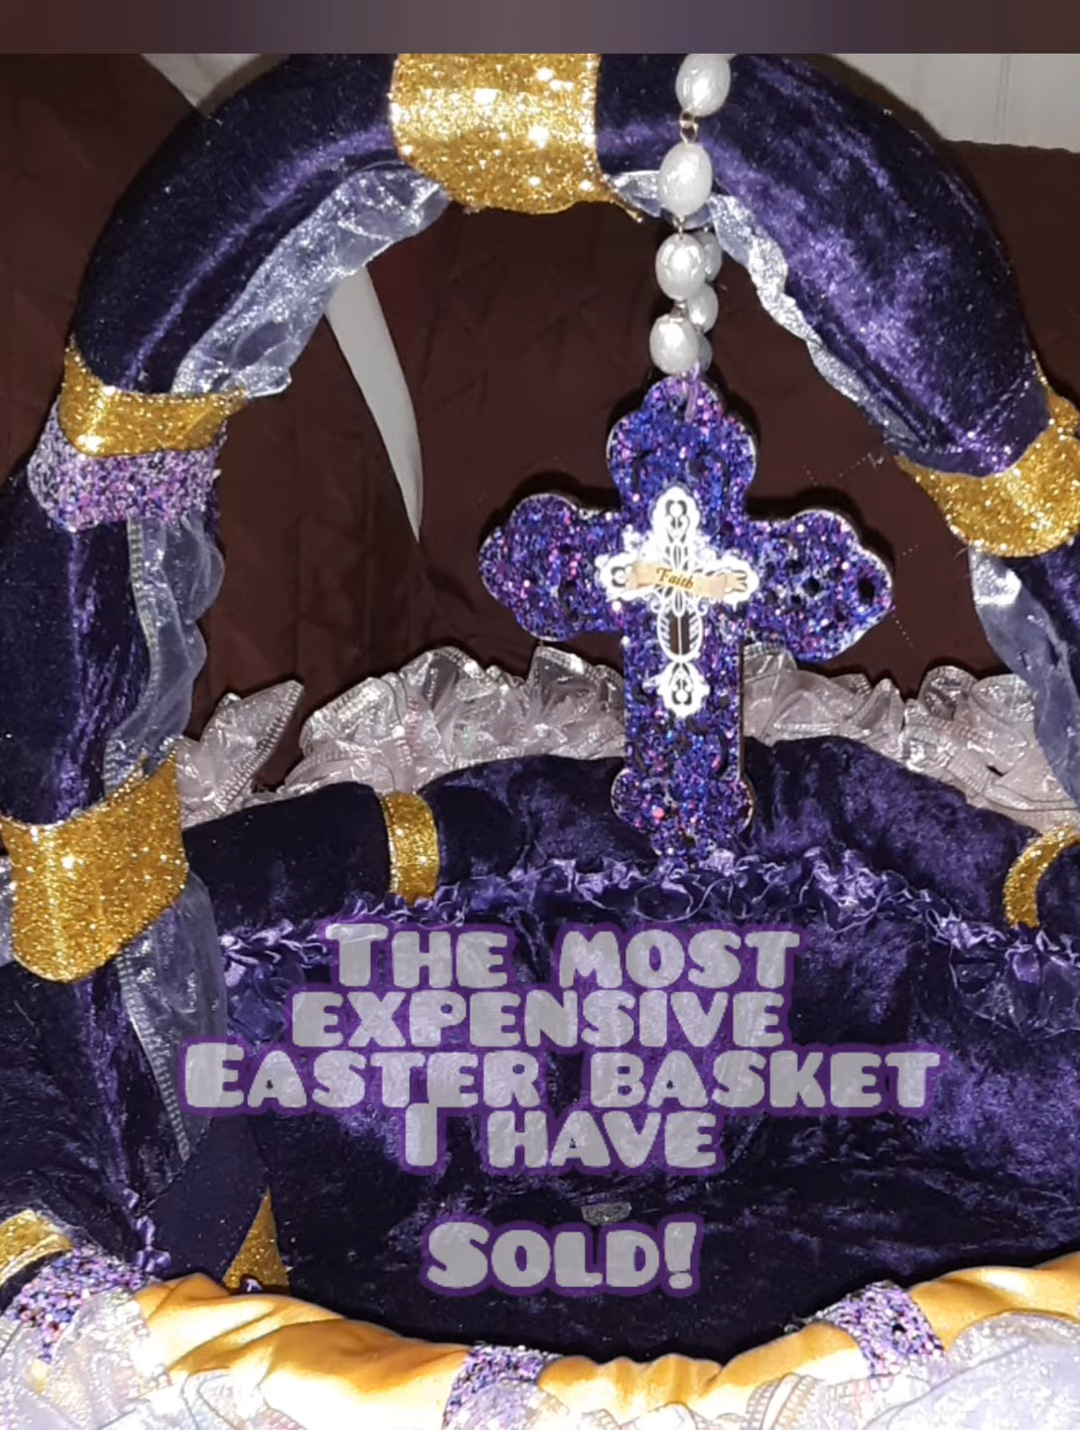 Faith
The most
expensive
Easter basket
I have
Sold!